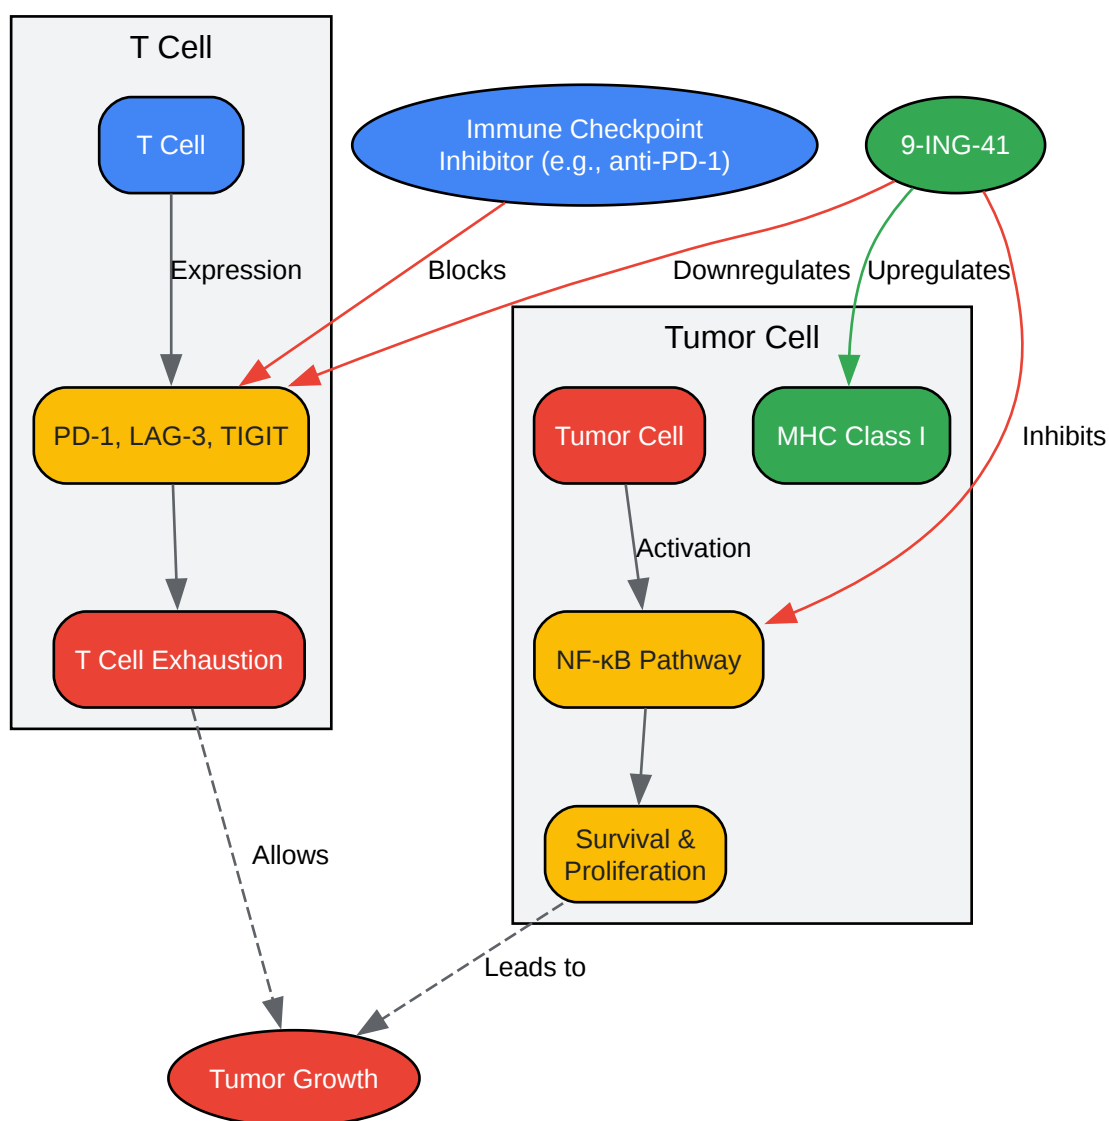 T Cell
T Cell
Immune Checkpoint
Inhibitor (e.g., anti-PD-1)
9-ING-41
Expression
Blocks
Downregulates
Upregulates
Tumor Cell
PD-1, LAG-3, TIGIT
Tumor Cell
MHC Class I
Inhibits
Activation
T Cell Exhaustion
NF-κB Pathway
Survival &
Proliferation
Allows
Leads to
Tumor Growth